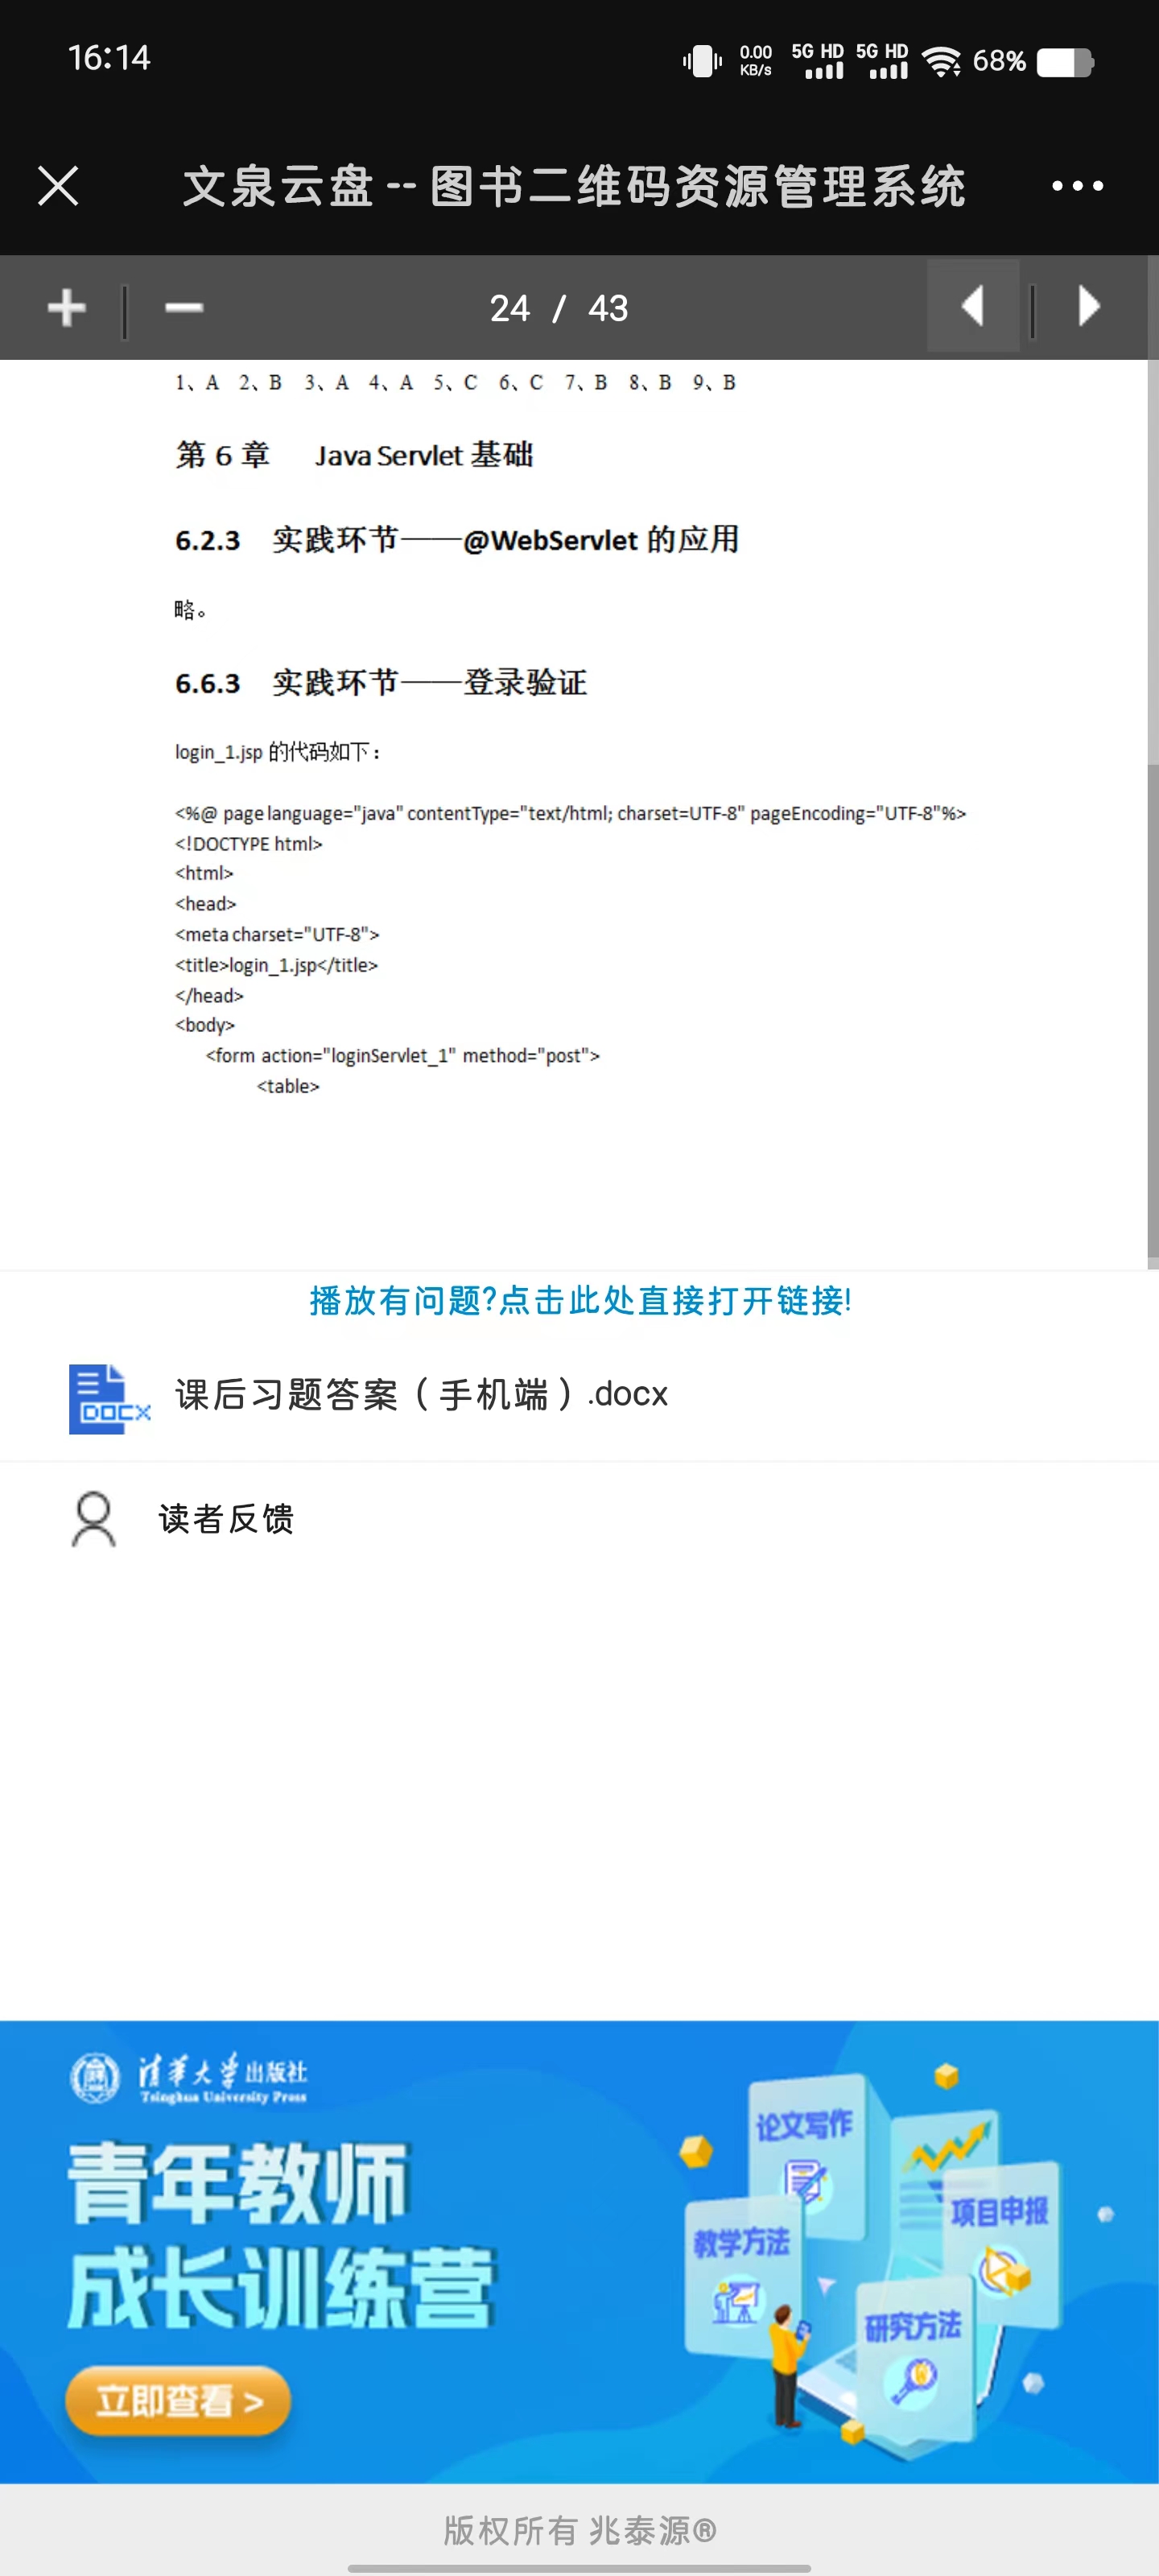 16:14
0.00
KB/s
5G HD 5G HD
68%
文泉云盘 -- 图书二维码资源管理系统
24 / 43
1、A 2、B 3、A 4、A 5、C 6、C 7、B 8、B 9、B
第 6 章 Java Servlet 基础
6.2.3 实践环节——@WebServlet 的应用
略。
6.6.3 实践环节——登录验证
login_1.jsp 的代码如下：
<%@ page language="java" contentType="text/html; charset=UTF-8" pageEncoding="UTF-8"%>
<!DOCTYPE html>
<html>
<head>
<meta charset="UTF-8">
<title>login_1.jsp</title>
</head>
<body>
<form action="loginServlet_1" method="post">
<table>
播放有问题?点击此处直接打开链接!
DOCX
课后习题答案（手机端）.docx
读者反馈
清华大学出版社
Tsinghua University Press
青年教师
成长训练营
立即查看 >
论文写作
项目申报
教学方法
研究方法
版权所有 兆泰源®